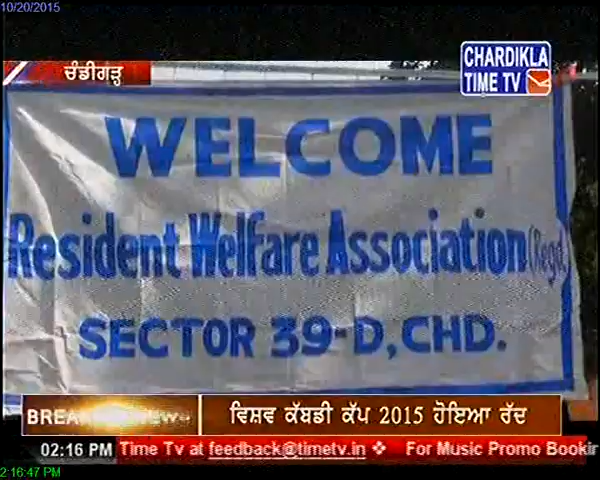 10/20/2015
ਚੰਡੀਗੜ੍ਹ
CHARDIKLA
TIME TV
WELCOME
Resident Welfare Association (Regd.)
SECTOR 39-D, CHD.
BREAKING NEWS
ਵਿਸ਼ਵ ਕੱਬਡੀ ਕੱਪ 2015 ਹੋਇਆ ਰੱਦ
02:16 PM Time Tv at feedback@timetv.in ❖ For Music Promo Bookin
2:16:47 PM